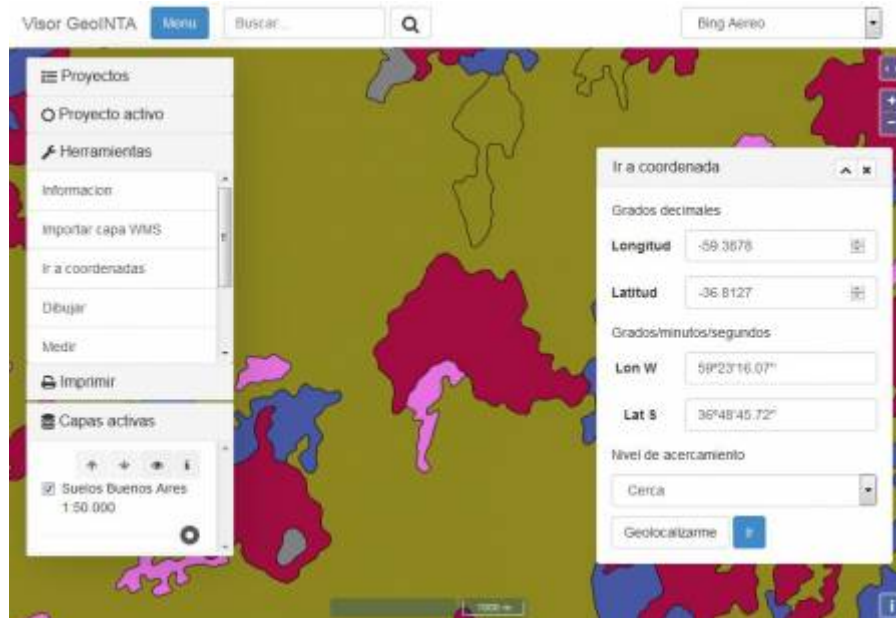 Visor GeoINTA
Menu
Buscar...
Bing Aereo
Proyectos
Proyecto activo
Herramientas
Informacion
Importar capa WMS
Ir a coordenadas
Dibujar
Medir
Imprimir
Capas activas
Suelos Buenos Aires
1:50.000
Ir a coordenada
Grados decimales
Longitud -59.3878
Latitud -36.8127
Grados/minutos/segundos
Lon W 59°23'16.07"
Lat S 36°48'45.72"
Nivel de acercamiento
Cerca
Geolocalizarme
Ir